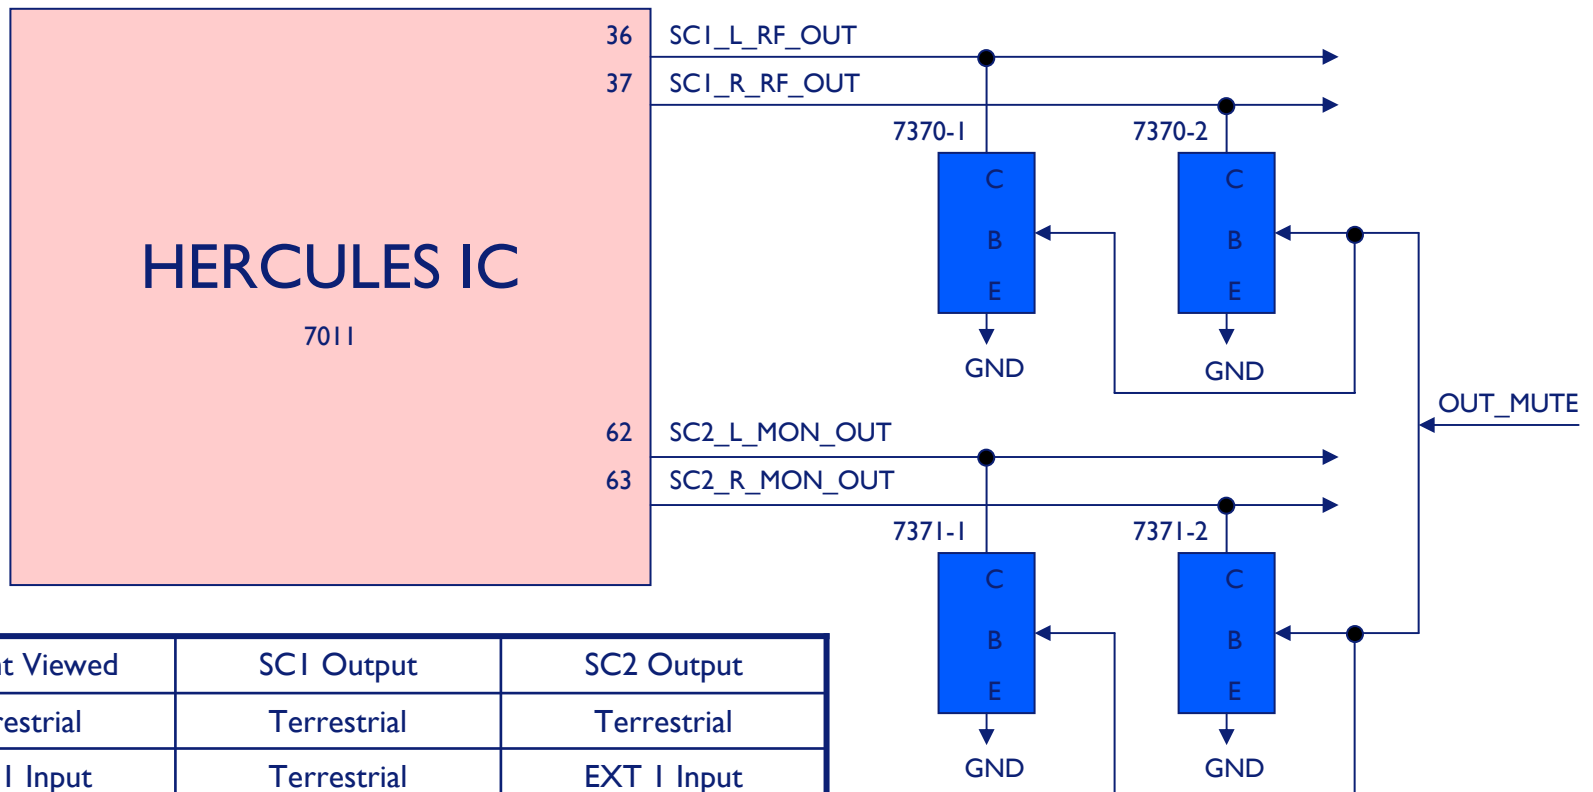 36 SC1_L_RF_OUT
37 SC1_R_RF_OUT
7370-1 7370-2
C C
B B
E E
GND GND
HERCULES IC
7011
OUT_MUTE
62 SC2_L_MON_OUT
63 SC2_R_MON_OUT
7371-1 7371-2
C C
B B
E E
GND GND
Viewed SC1 Output SC2 Output
Terrestrial Terrestrial
1 Input Terrestrial EXT 1 Input